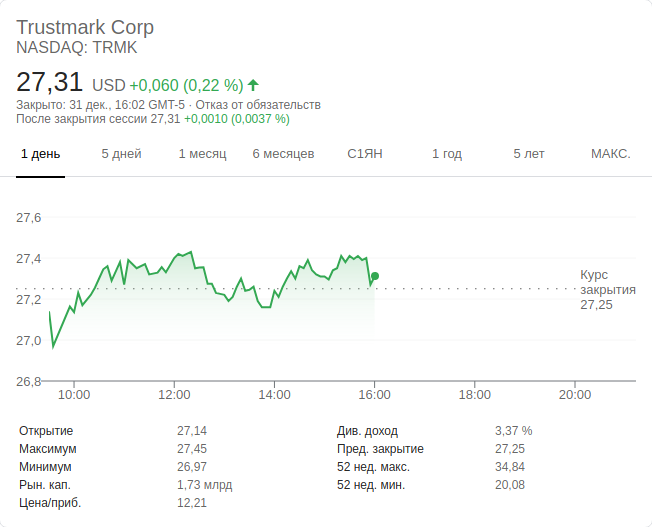 Trustmark Corp
NASDAQ: TRMK
27,31 USD +0,060 (0,22 %)
Закрыто: 31 дек., 16:02 GMT-5 · Отказ от обязательств
После закрытия сессии 27,31 +0,0010 (0,0037 %)
1 день 5 дней 1 месяц 6 месяцев С1ЯН 1 год 5 лет МАКС.
27,6
27,4
27,2
27,0
26,8
Курс
закрытия
27,25
10:00 12:00 14:00 16:00 18:00 20:00
Открытие 27,14 Див. доход 3,37 %
Максимум 27,45 Пред. закрытие 27,25
Минимум 26,97 52 нед. макс. 34,84
Рын. кап. 1,73 млрд 52 нед. мин. 20,08
Цена/приб. 12,21